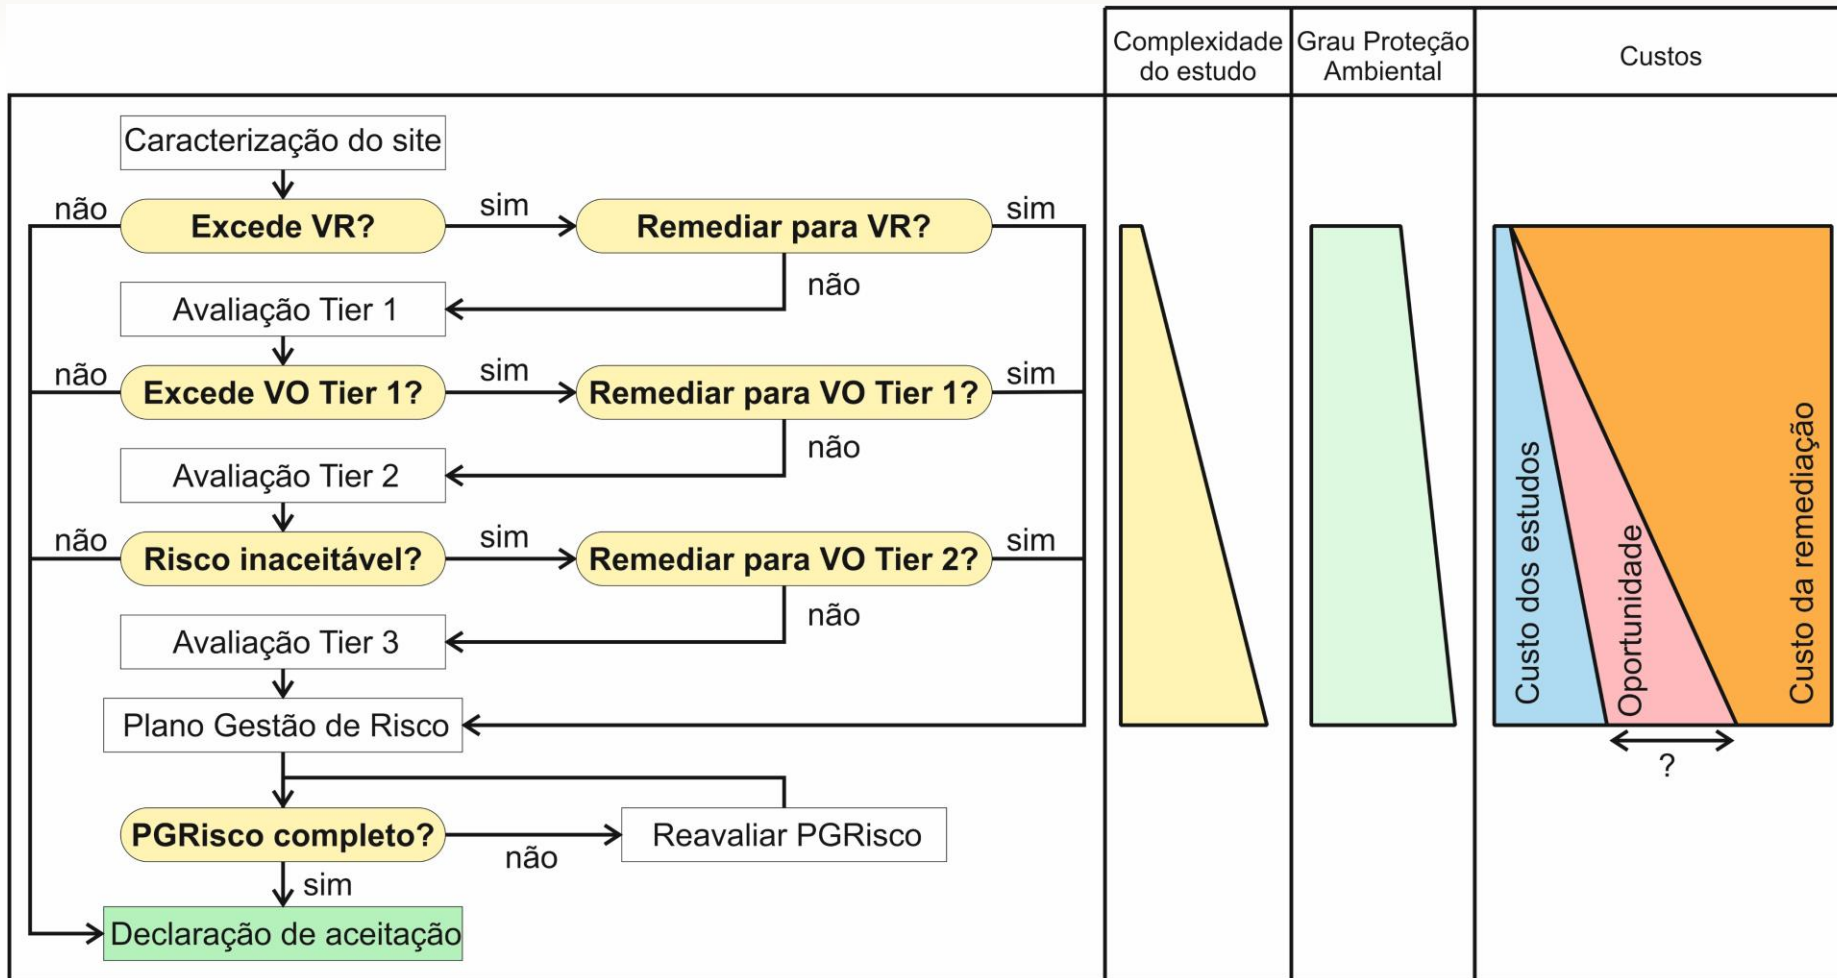 Complexidade
do estudo
Grau Proteção
Ambiental
Custos
Caracterização do site
não
Excede VR?
sim
Remediar para VR?
sim
não
Avaliação Tier 1
não
Excede VO Tier 1?
sim
Remediar para VO Tier 1?
sim
não
Avaliação Tier 2
não
Risco inaceitável?
sim
Remediar para VO Tier 2?
sim
não
Avaliação Tier 3
Plano Gestão de Risco
PGRisco completo?
não
Reavaliar PGRisco
sim
Declaração de aceitação
Custo dos estudos
Oportunidade
Custo da remediação
?